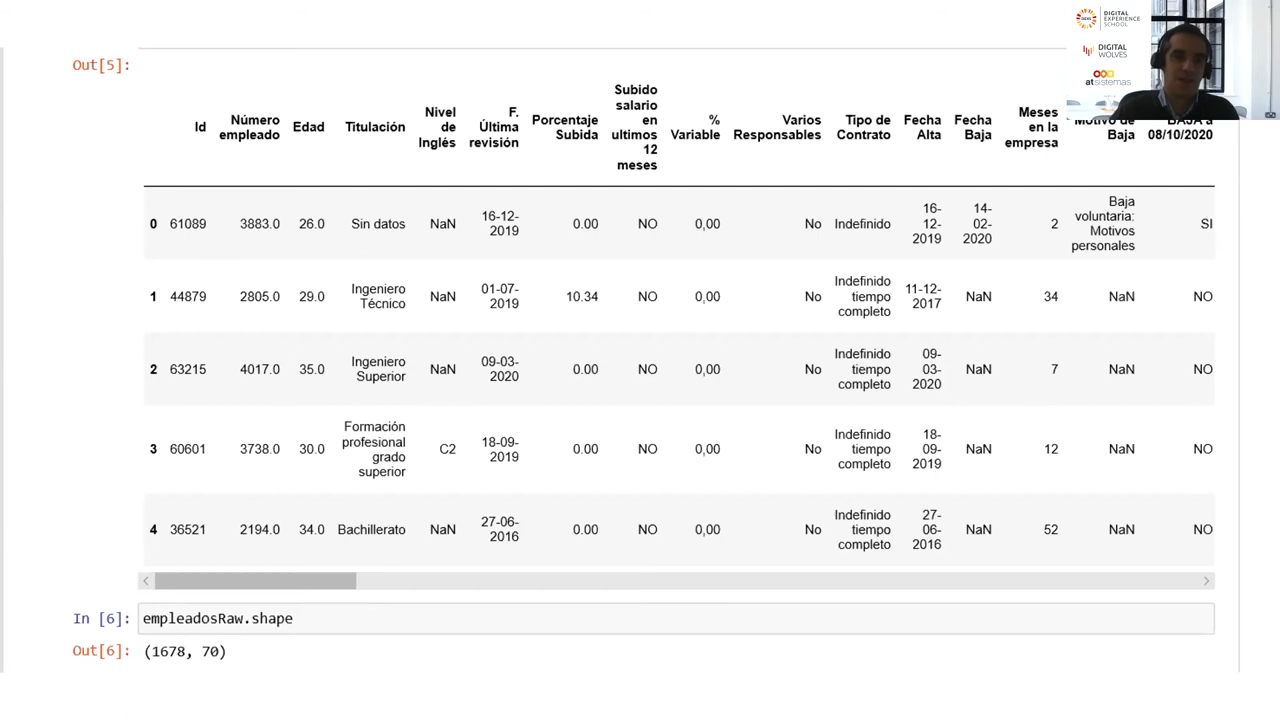 DIGITAL
EXPERIENCE
SCHOOL
DIGITAL
WOLVES
atsistemas
Out[5]:
Id
Número
empleado
Edad
Titulación
Nivel
de
Inglés
F.
Última
revisión
Porcentaje
Subida
Subido
salario
en
ultimos
12
meses
%
Variable
Varios
Responsables
Tipo de
Contrato
Fecha
Alta
Fecha
Baja
Meses
en la
empresa
Motivo de
Baja
BAJA a
08/10/2020
0 61089 3883.0 26.0 Sin datos NaN
16-12-
2019
0.00 NO 0,00 No Indefinido
16-
12-
2019
14-
02-
2020
2
Baja
voluntaria:
Motivos
personales
SI
1 44879 2805.0 29.0
Ingeniero
Técnico
NaN
01-07-
2019
10.34 NO 0,00 No
Indefinido
tiempo
completo
11-12-
2017
NaN 34 NaN NO
2 63215 4017.0 35.0
Ingeniero
Superior
NaN
09-03-
2020
0.00 NO 0,00 No
Indefinido
tiempo
completo
09-
03-
2020
NaN 7 NaN NO
3 60601 3738.0 30.0
Formación
profesional
grado
superior
C2
18-09-
2019
0.00 NO 0,00 No
Indefinido
tiempo
completo
18-
09-
2019
NaN 12 NaN NO
4 36521 2194.0 34.0 Bachillerato NaN
27-06-
2016
0.00 NO 0,00 No
Indefinido
tiempo
completo
27-
06-
2016
NaN 52 NaN NO
In [6]: empleadosRaw.shape
Out[6]: (1678, 70)